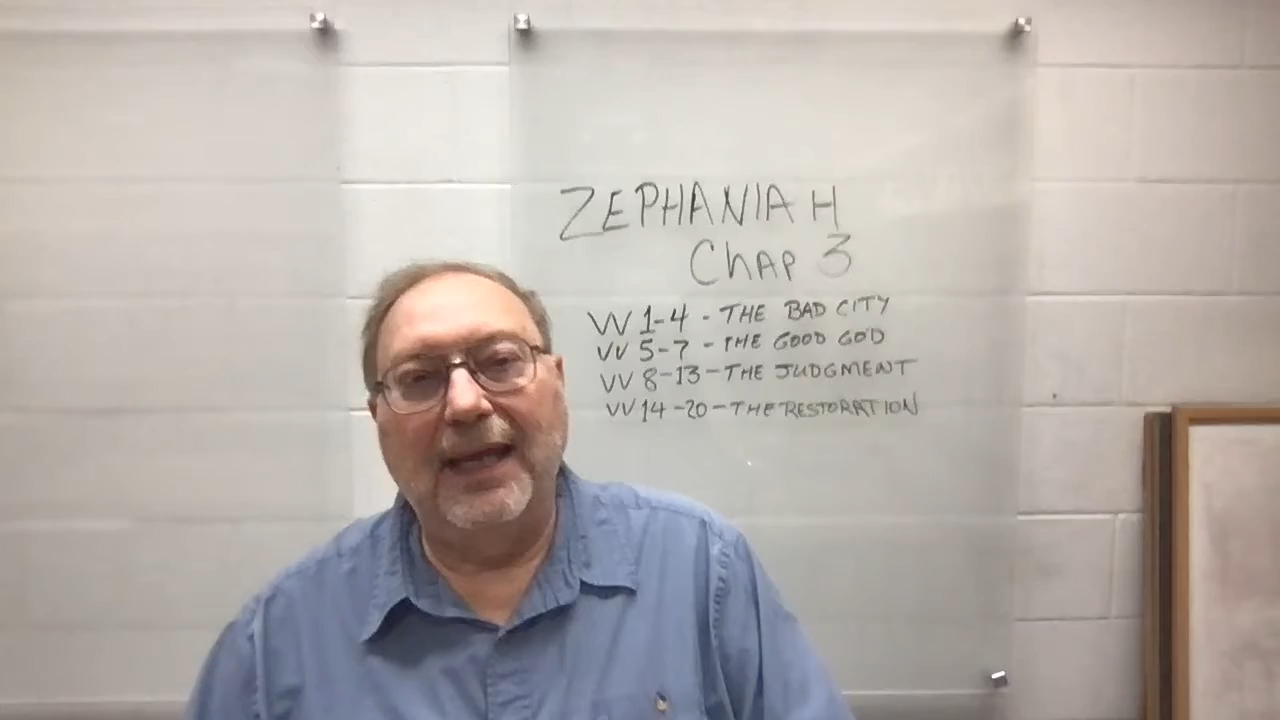 ZEPHANIAH
Chap 3
VV 1-4 - THE BAD CITY
VV 5-7 - THE GOOD GOD
VV 8-13 - THE JUDGMENT
VV 14-20 - THE RESTORATION